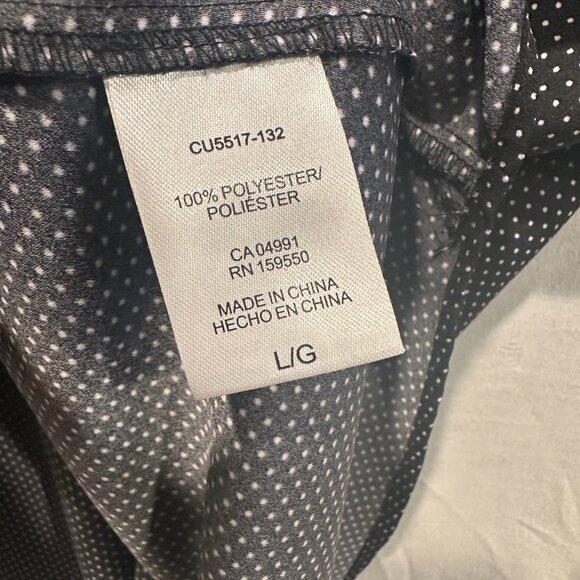 CU5517-132
100% POLYESTER/
POLIÉSTER
CA 04991
RN 159550
MADE IN CHINA
HECHO EN CHINA
L/G